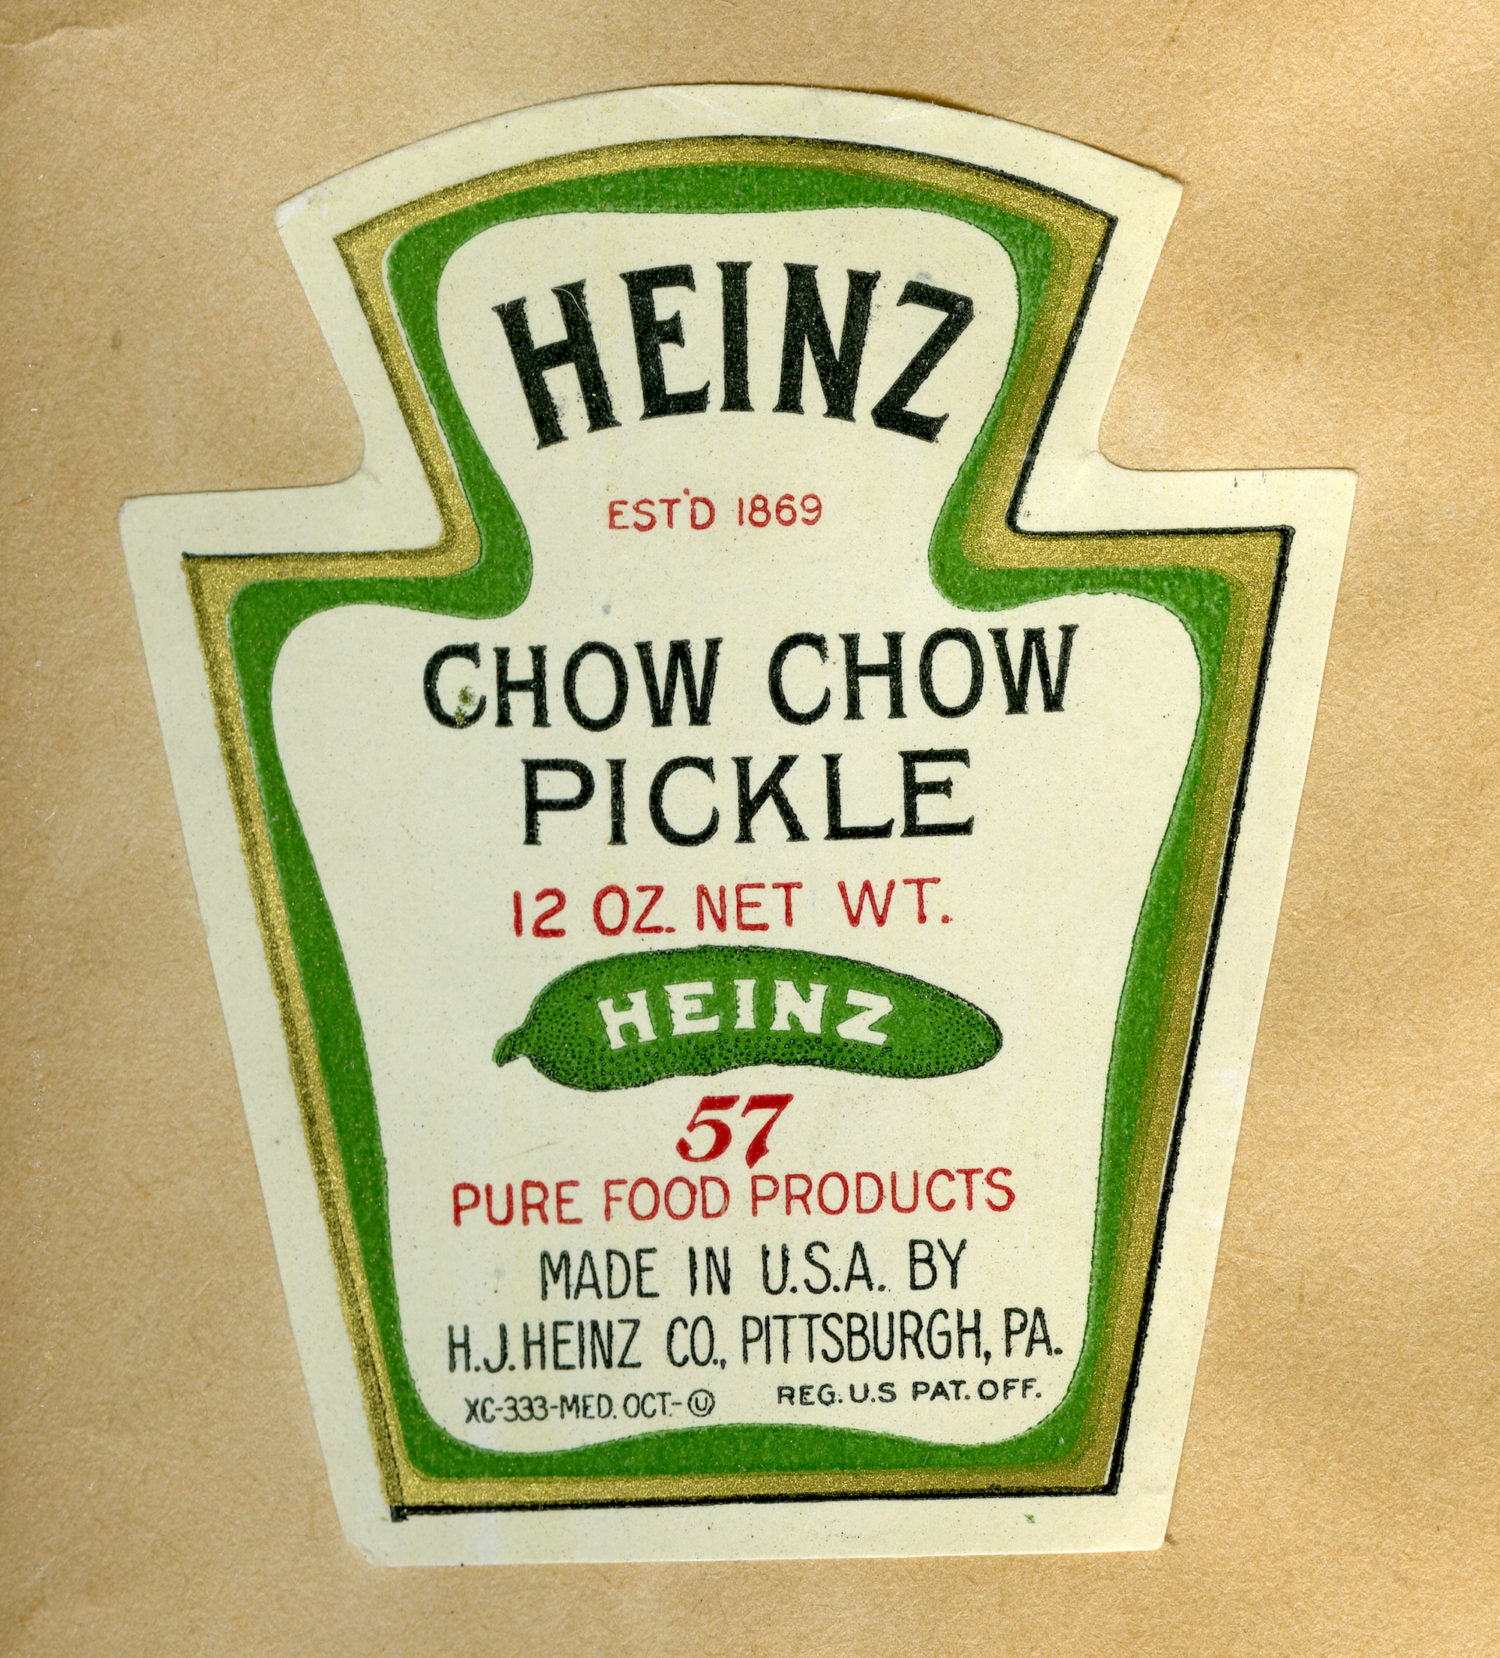 HEINZ
EST'D 1869
CHOW CHOW
PICKLE
12 OZ. NET WT.
HEINZ
57
PURE FOOD PRODUCTS
MADE IN U.S.A. BY
H.J. HEINZ CO., PITTSBURGH, PA.
XC-333-MED. OCT.-Ⓤ REG. U.S PAT. OFF.